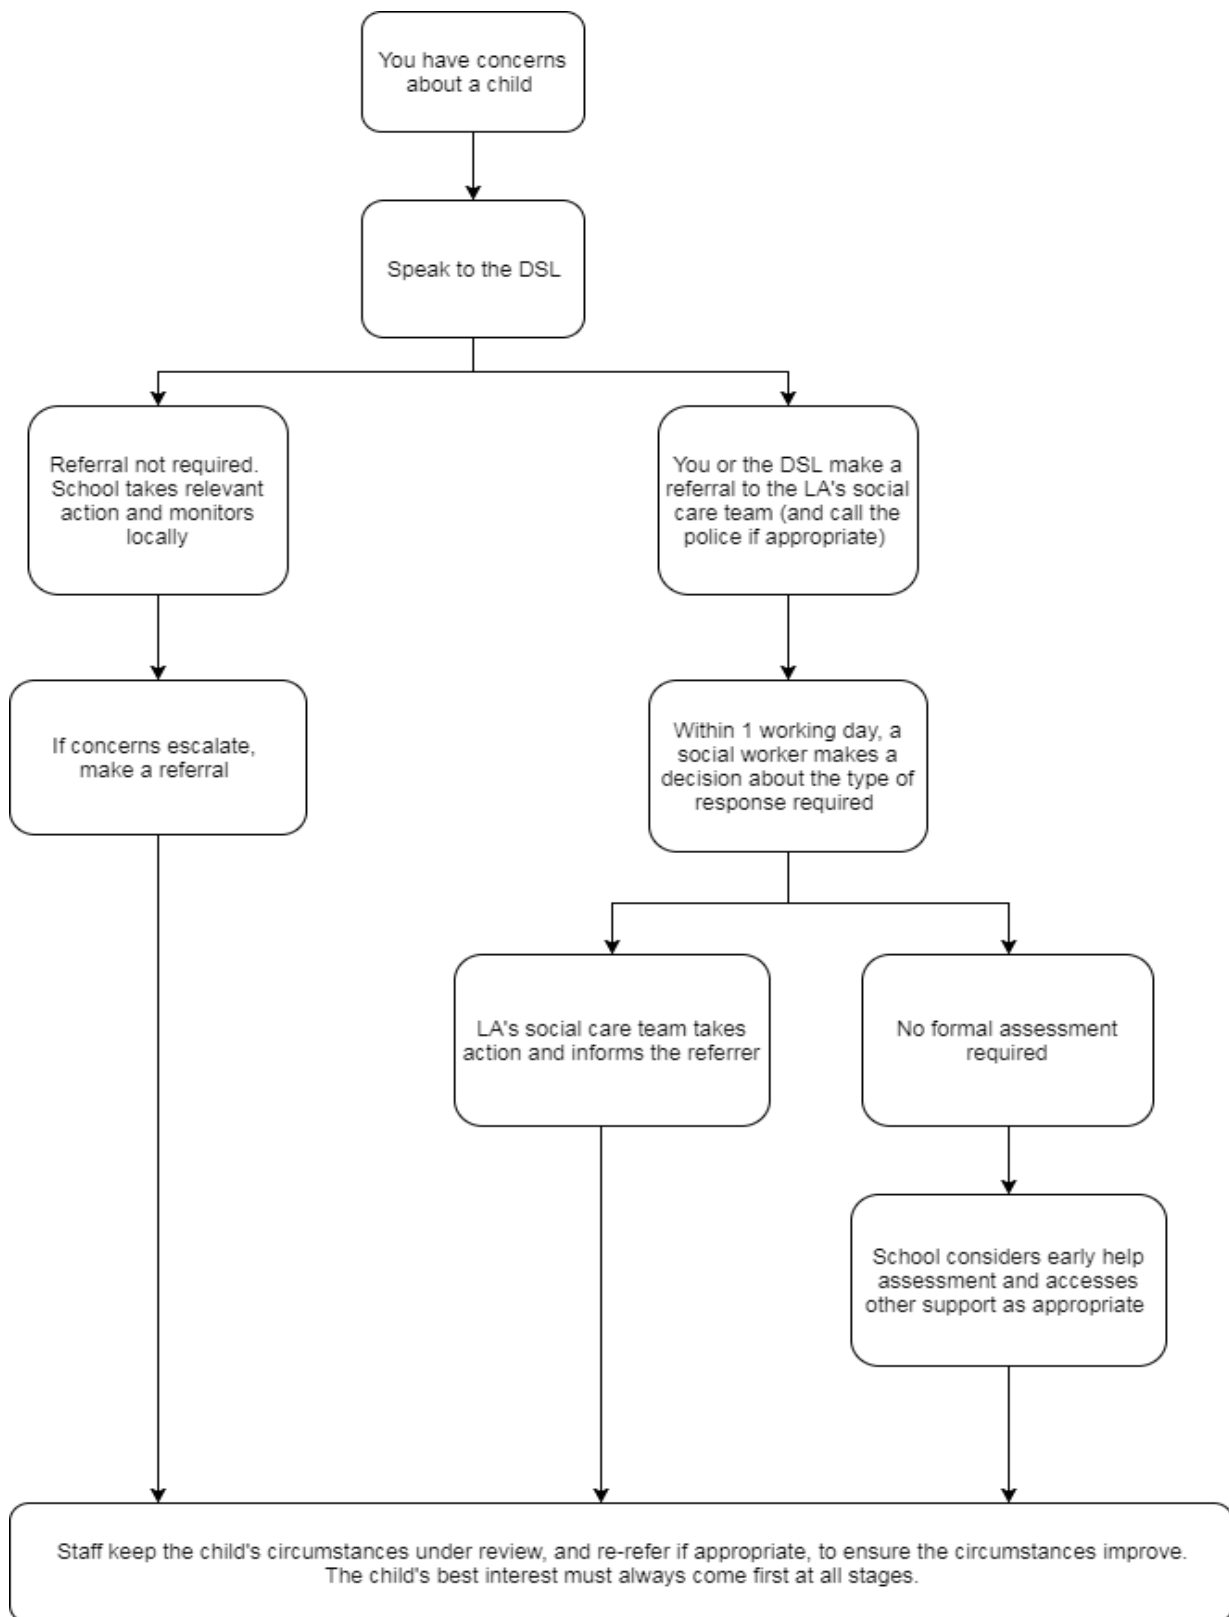 You have concerns
about a child
Speak to the DSL
Referral not required.
School takes relevant
action and monitors
locally
You or the DSL make a
referral to the LA's social
care team (and call the
police if appropriate)
If concerns escalate,
make a referral
Within 1 working day, a
social worker makes a
decision about the type of
response required
LA's social care team takes
action and informs the referrer
No formal assessment
required
School considers early help
assessment and accesses
other support as appropriate
Staff keep the child's circumstances under review, and re-refer if appropriate, to ensure the circumstances improve.
The child's best interest must always come first at all stages.